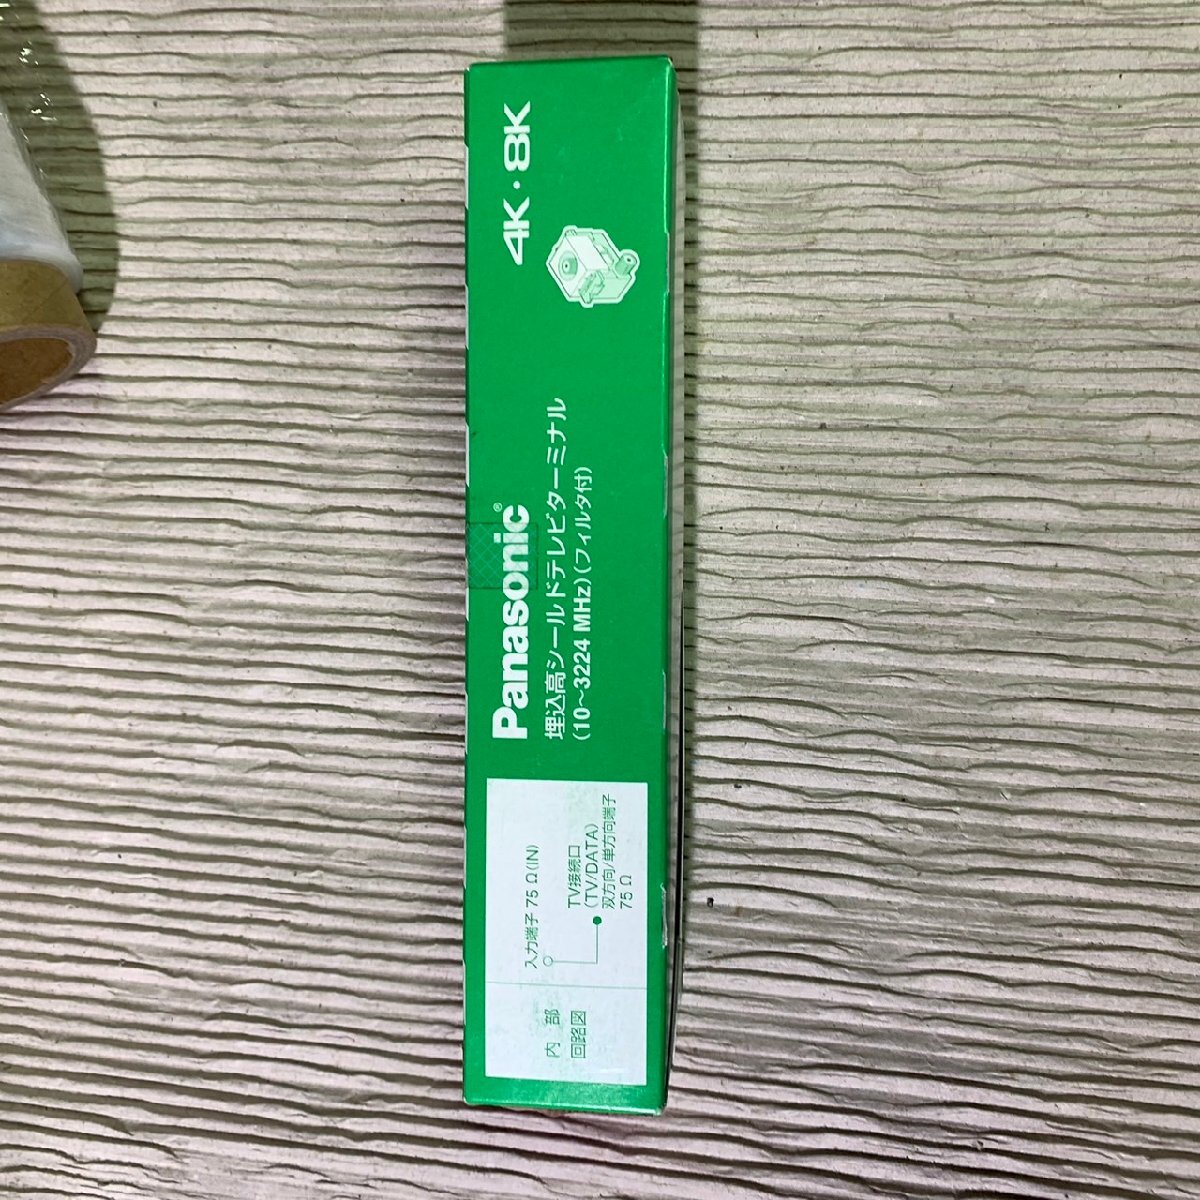 Panasonic®
埋込高シールドテレビターミナル
(10〜3224 MHz)(フィルタ付)
4K・8K
内 部
回路図
入力端子 75 Ω(IN)
TV接続口
(TV/DATA)
双方向/単方向端子
75 Ω